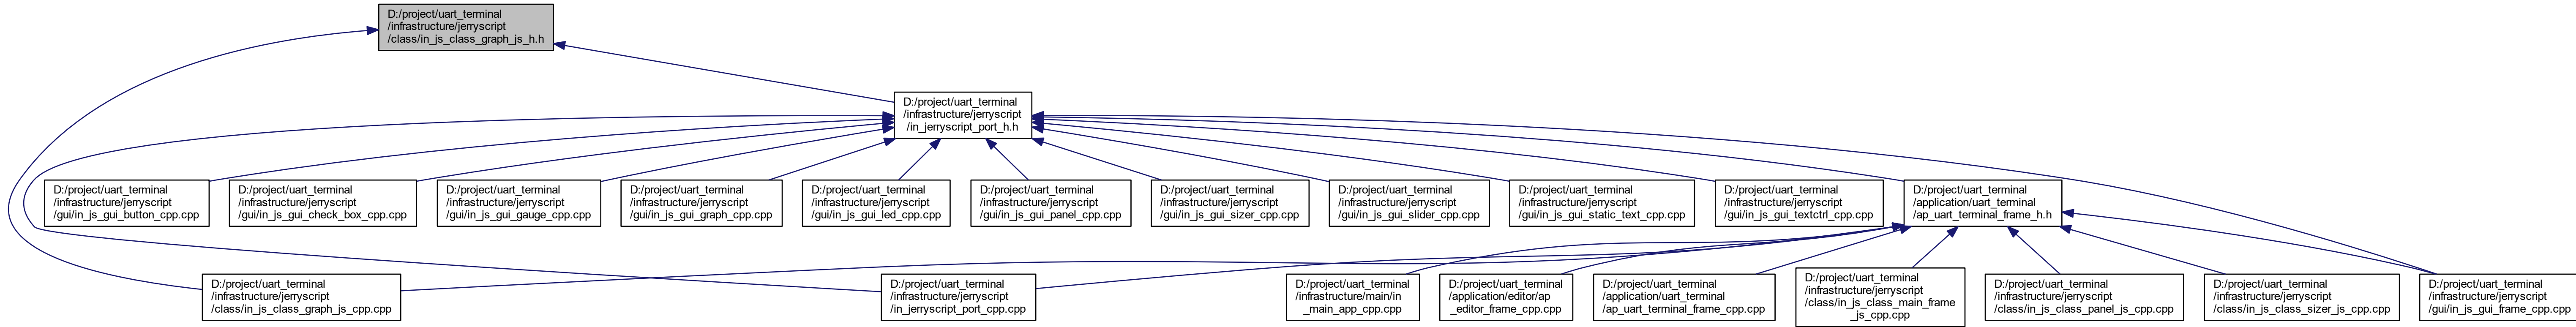 D:/project/uart_terminal
/infrastructure/jerryscript
/class/in_js_class_graph_js_h.h
D:/project/uart_terminal
/infrastructure/jerryscript
/in_jerryscript_port_h.h
D:/project/uart_terminal
/infrastructure/jerryscript
/gui/in_js_gui_button_cpp.cpp
D:/project/uart_terminal
/infrastructure/jerryscript
/gui/in_js_gui_check_box_cpp.cpp
D:/project/uart_terminal
/infrastructure/jerryscript
/gui/in_js_gui_gauge_cpp.cpp
D:/project/uart_terminal
/infrastructure/jerryscript
/gui/in_js_gui_graph_cpp.cpp
D:/project/uart_terminal
/infrastructure/jerryscript
/gui/in_js_gui_led_cpp.cpp
D:/project/uart_terminal
/infrastructure/jerryscript
/gui/in_js_gui_panel_cpp.cpp
D:/project/uart_terminal
/infrastructure/jerryscript
/gui/in_js_gui_sizer_cpp.cpp
D:/project/uart_terminal
/infrastructure/jerryscript
/gui/in_js_gui_slider_cpp.cpp
D:/project/uart_terminal
/infrastructure/jerryscript
/gui/in_js_gui_static_text_cpp.cpp
D:/project/uart_terminal
/infrastructure/jerryscript
/gui/in_js_gui_textctrl_cpp.cpp
D:/project/uart_terminal
/application/uart_terminal
/ap_uart_terminal_frame_h.h
D:/project/uart_terminal
/infrastructure/jerryscript
/class/in_js_class_graph_js_cpp.cpp
D:/project/uart_terminal
/infrastructure/jerryscript
/in_jerryscript_port_cpp.cpp
D:/project/uart_terminal
/infrastructure/main/in
_main_app_cpp.cpp
D:/project/uart_terminal
/application/editor/ap
_editor_frame_cpp.cpp
D:/project/uart_terminal
/application/uart_terminal
/ap_uart_terminal_frame_cpp.cpp
D:/project/uart_terminal
/infrastructure/jerryscript
/class/in_js_class_main_frame
_js_cpp.cpp
D:/project/uart_terminal
/infrastructure/jerryscript
/class/in_js_class_panel_js_cpp.cpp
D:/project/uart_terminal
/infrastructure/jerryscript
/class/in_js_class_sizer_js_cpp.cpp
D:/project/uart_terminal
/infrastructure/jerryscript
/gui/in_js_gui_frame_cpp.cpp